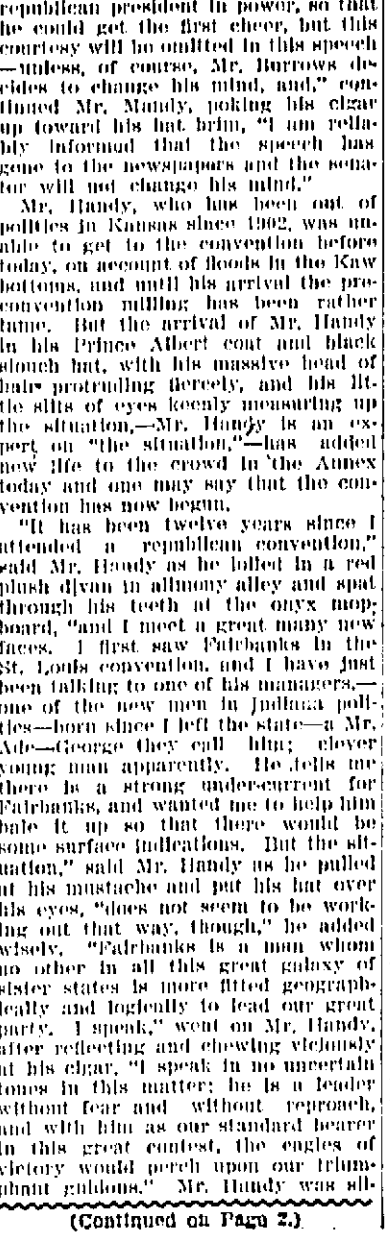 republican president in power, so that
he could get the first cheer, but this
courtesy will be omitted in this speech
—unless, of course, Mr. Burrows de-
cides to change his mind, and," con-
tinued Mr. Mandy, poking his cigar
up toward his hat brim, "I am relia-
bly informed that the speech has
gone to the newspapers and the sena-
tor will not change his mind."
Mr. Handy, who has been out of
politics in Kansas since 1902, was un-
able to get to the convention before
today, on account of floods in the Kaw
bottoms, and until his arrival the pre-
convention milling has been rather
tame. But the arrival of Mr. Handy
in his Prince Albert coat and black
slouch hat, with his massive head of
hair protruding fiercely, and his lit-
tle slits of eyes keenly measuring up
the situation,—Mr. Handy is an ex-
pert on "the situation,"—has added
new life to the crowd in the Annex
today and one may say that the con-
vention has now begun.
"It has been twelve years since I
attended a republican convention,"
said Mr. Handy as he lolled in a red
plush divan in alimony alley and spat
through his teeth at the onyx mop-
board, "and I meet a great many new
faces. I first saw Fairbanks in the
St. Louis convention, and I have just
been talking to one of his managers,—
one of the new men in Indiana poli-
tics—born since I left the state—a Mr.
Ade—George they call him; clever
young man apparently. He tells me
there is a strong under-current for
Fairbanks, and wanted me to help him
bale it up so that there would be
some surface indications. But the sit-
uation," said Mr. Handy as he pulled
at his mustache and put his hat over
his eyes, "does not seem to be work-
ing out that way, though," he added
wisely. "Fairbanks is a man whom
no other in all this great galaxy of
sister states is more fitted geograph-
ically and logically to lead our great
party. I speak," went on Mr. Handy,
after reflecting and chewing viciously
at his cigar, "I speak in no uncertain
tones in this matter; he is a leader
without fear and without reproach,
and with him as our standard bearer
in this great contest, the eagles of
victory would perch upon our trium-
phant guidons." Mr. Handy was sil-
(Continued on Page 2.)